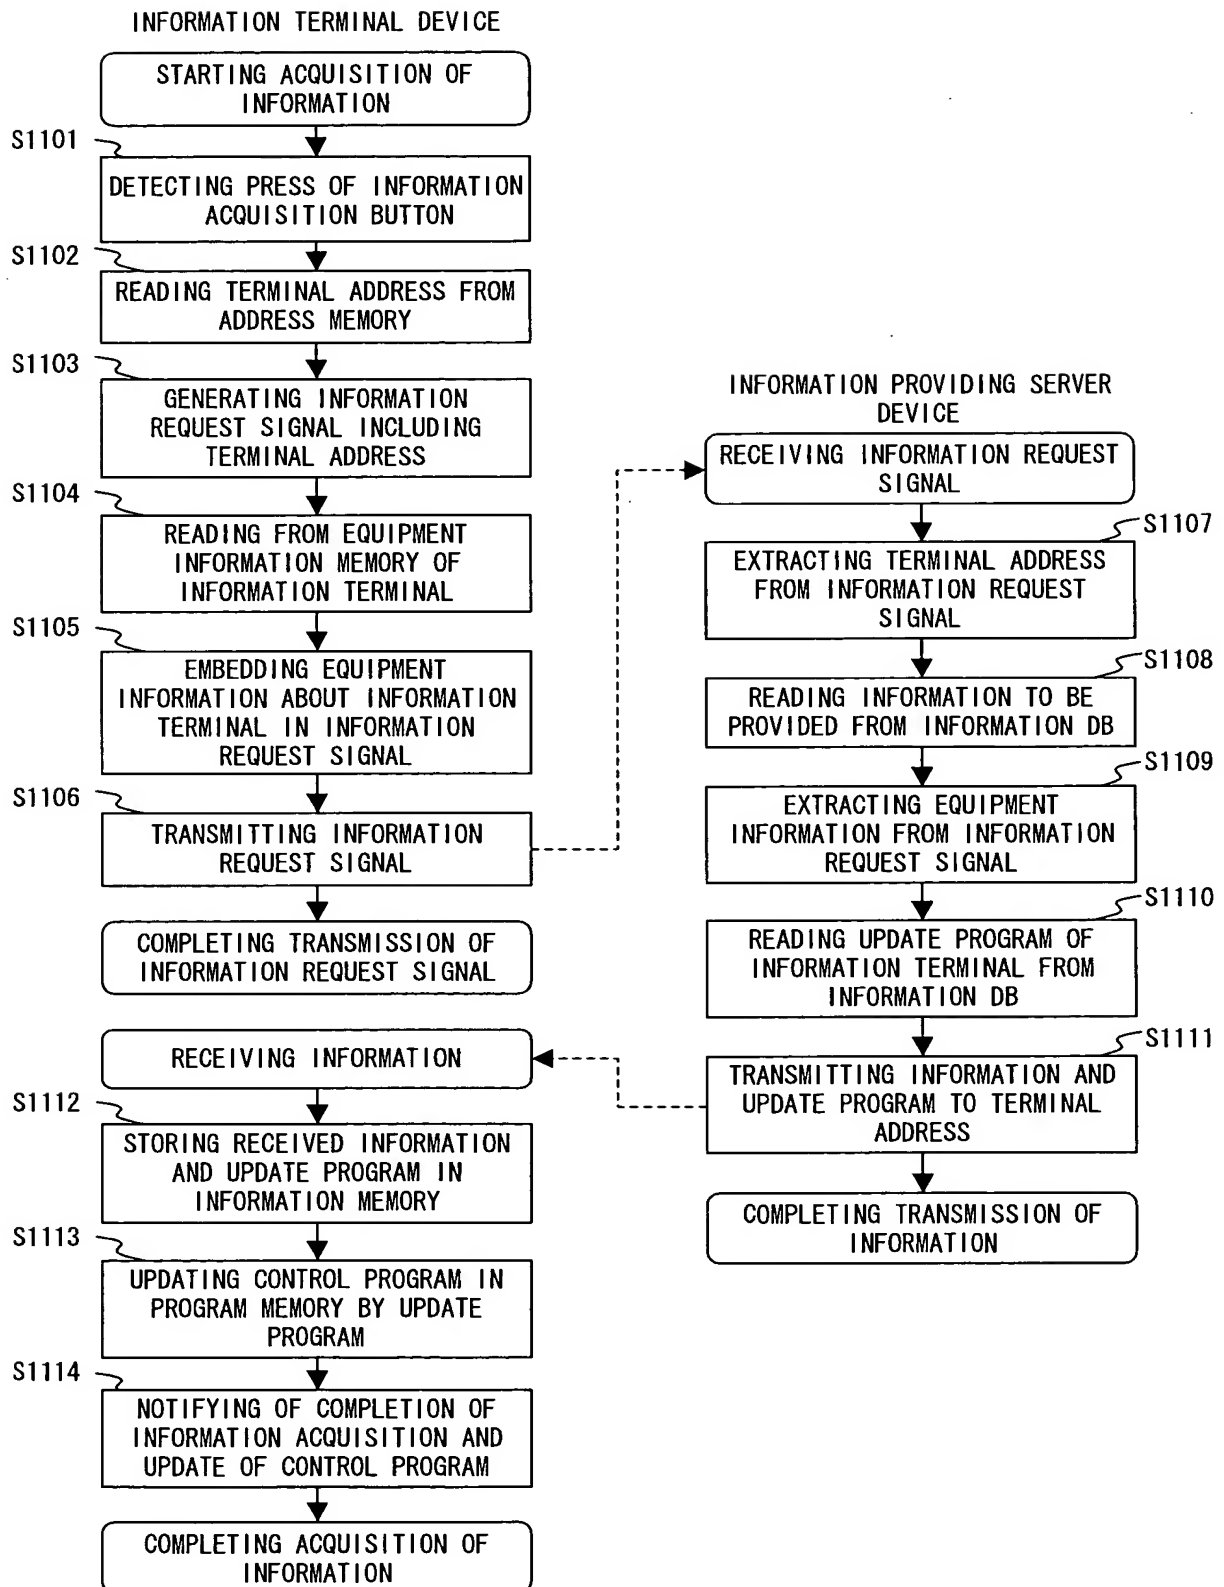 INFORMATION TERMINAL DEVICE
STARTING ACQUISITION OF
INFORMATION
S1101
DETECTING PRESS OF INFORMATION
ACQUISITION BUTTON
S1102
READING TERMINAL ADDRESS FROM
ADDRESS MEMORY
S1103
GENERATING INFORMATION
REQUEST SIGNAL INCLUDING
TERMINAL ADDRESS
S1104
READING FROM EQUIPMENT
INFORMATION MEMORY OF
INFORMATION TERMINAL
S1105
EMBEDDING EQUIPMENT
INFORMATION ABOUT INFORMATION
TERMINAL IN INFORMATION
REQUEST SIGNAL
S1106
TRANSMITTING INFORMATION
REQUEST SIGNAL
COMPLETING TRANSMISSION OF
INFORMATION REQUEST SIGNAL
INFORMATION PROVIDING SERVER
DEVICE
RECEIVING INFORMATION REQUEST
SIGNAL
S1107
EXTRACTING TERMINAL ADDRESS
FROM INFORMATION REQUEST
SIGNAL
S1108
READING INFORMATION TO BE
PROVIDED FROM INFORMATION DB
S1109
EXTRACTING EQUIPMENT
INFORMATION FROM INFORMATION
REQUEST SIGNAL
S1110
READING UPDATE PROGRAM OF
INFORMATION TERMINAL FROM
INFORMATION DB
S1111
TRANSMITTING INFORMATION AND
UPDATE PROGRAM TO TERMINAL
ADDRESS
COMPLETING TRANSMISSION OF
INFORMATION
RECEIVING INFORMATION
S1112
STORING RECEIVED INFORMATION
AND UPDATE PROGRAM IN
INFORMATION MEMORY
S1113
UPDATING CONTROL PROGRAM IN
PROGRAM MEMORY BY UPDATE
PROGRAM
S1114
NOTIFYING OF COMPLETION OF
INFORMATION ACQUISITION AND
UPDATE OF CONTROL PROGRAM
COMPLETING ACQUISITION OF
INFORMATION